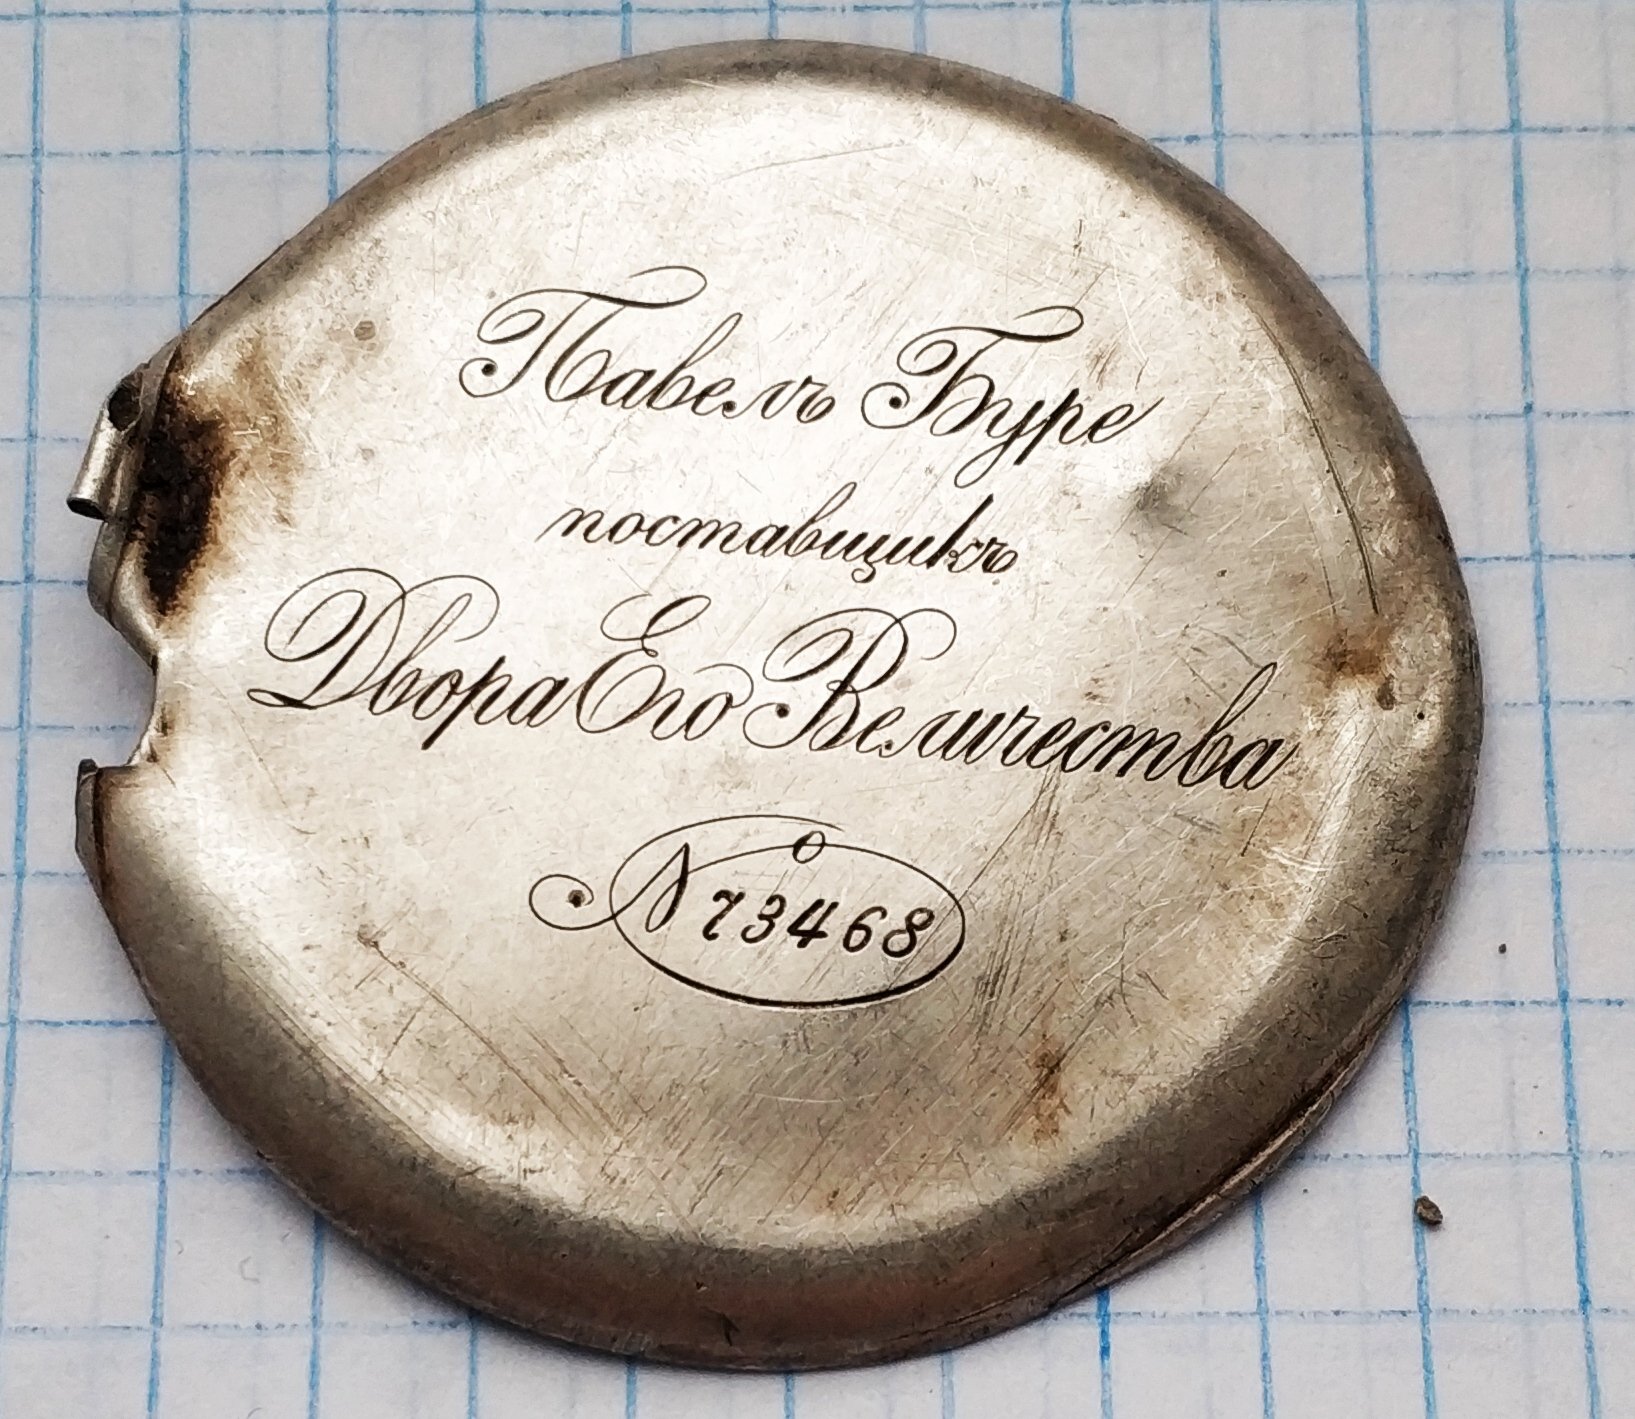 Павелъ Буре
поставщикъ
Двора Его Величества
№ 73468